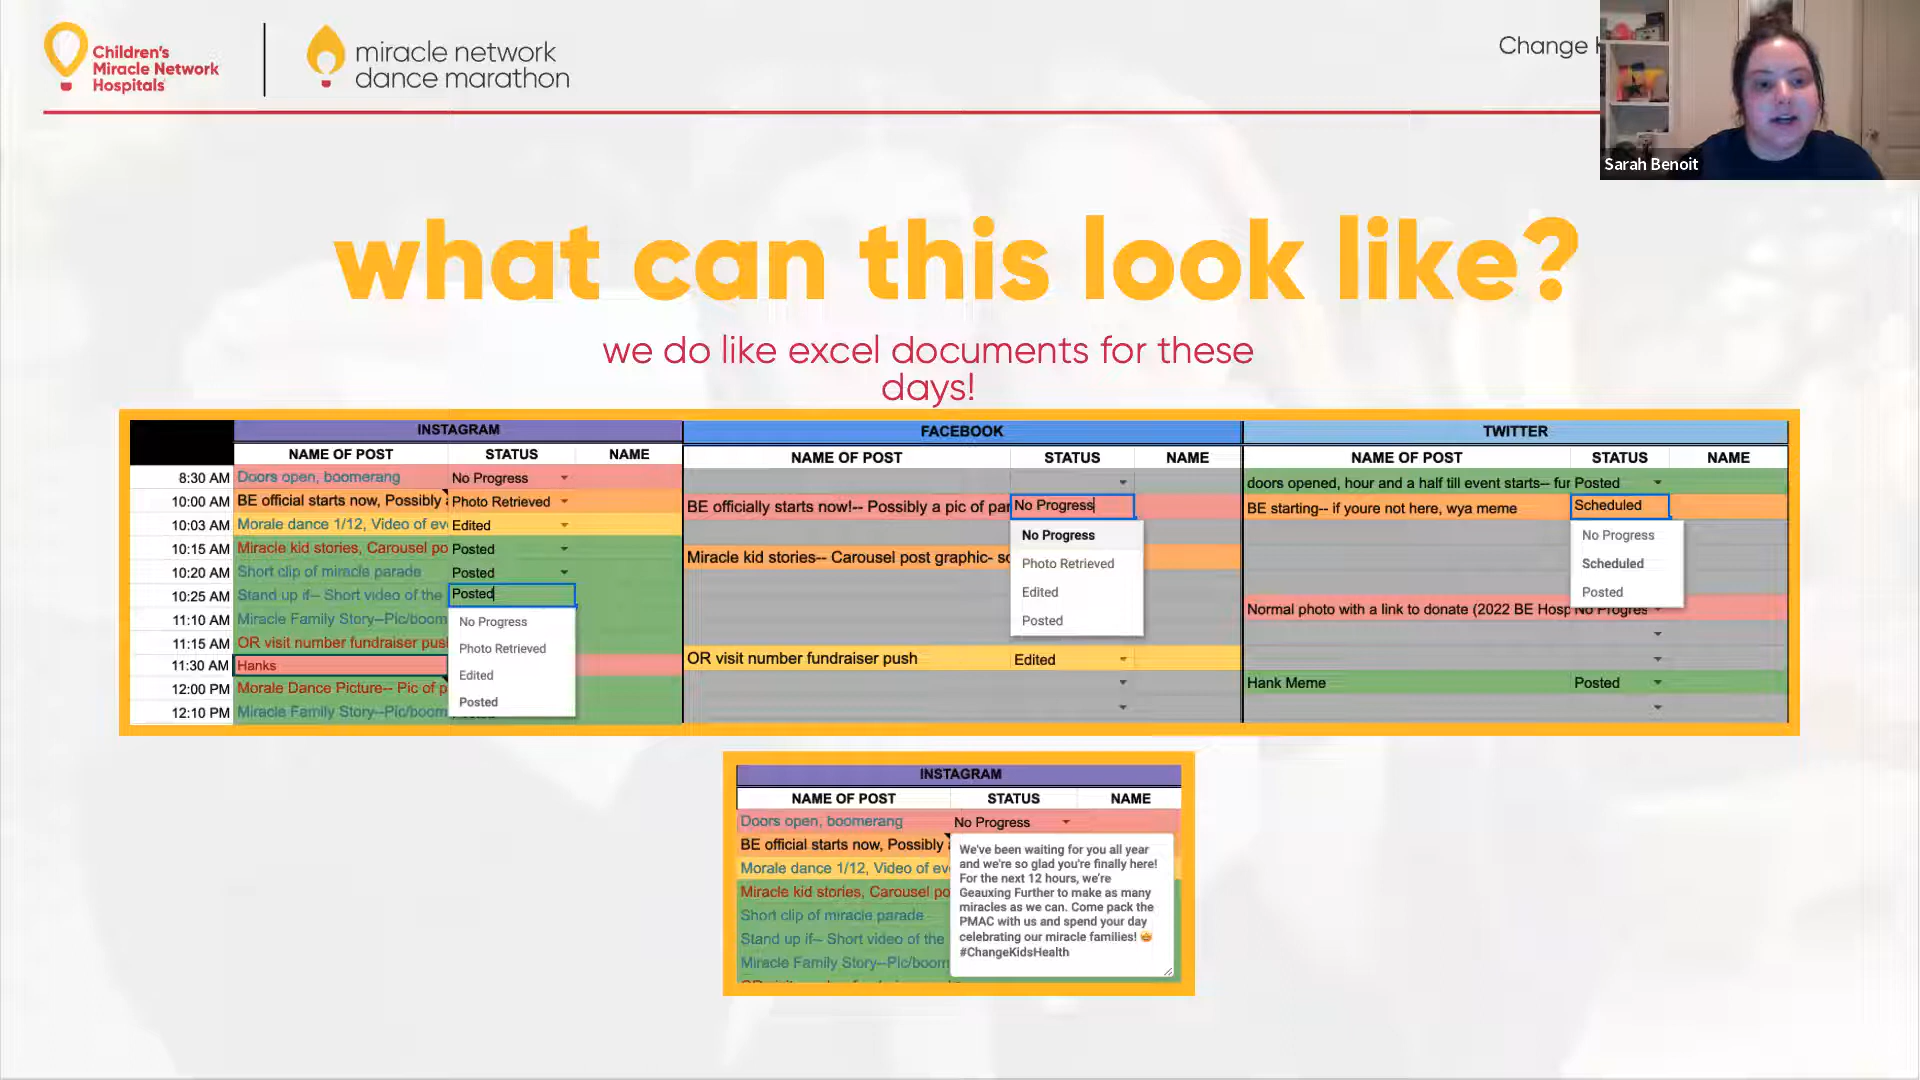 Children's
Miracle Network
Hospitals
miracle network
dance marathon
Change
Sarah Benoit
what can this look like?
we do like excel documents for these
days!
INSTAGRAM FACEBOOK TWITTER
NAME OF POST STATUS NAME NAME OF POST STATUS NAME NAME OF POST STATUS NAME
8:30 AM Doors open, boomerang No Progress doors opened, hour and a half till event starts-- fur Posted
10:00 AM BE official starts now, Possibly Photo Retrieved BE officially starts now!-- Possibly a pic of par No Progress BE starting-- if youre not here, wya meme Scheduled
10:03 AM Morale dance 1/12, Video of ev Edited No Progress No Progress
10:15 AM Miracle kid stories, Carousel po Posted Miracle kid stories-- Carousel post graphic- sc Photo Retrieved Scheduled
10:20 AM Short clip of miracle parade Posted Edited Posted
10:25 AM Stand up if-- Short video of the Posted Normal photo with a link to donate (2022 BE Hosp No Progres
11:10 AM Miracle Family Story--Pic/boom No Progress Posted
11:15 AM OR visit number fundraiser pus Photo Retrieved
11:30 AM Hanks Edited OR visit number fundraiser push Edited
12:00 PM Morale Dance Picture-- Pic of p Posted Hank Meme Posted
12:10 PM Miracle Family Story--Pic/boom
INSTAGRAM
NAME OF POST STATUS NAME
Doors open, boomerang No Progress
BE official starts now, Possibly
Morale dance 1/12, Video of ev
Miracle kid stories, Carousel po
Short clip of miracle parade
Stand up if-- Short video of the
Miracle Family Story--Pic/boom
We've been waiting for you all year
and we're so glad you're finally here!
For the next 12 hours, we're
Geauxing Further to make as many
miracles as we can. Come pack the
PMAC with us and spend your day
celebrating our miracle families! 🤩
#ChangeKidsHealth